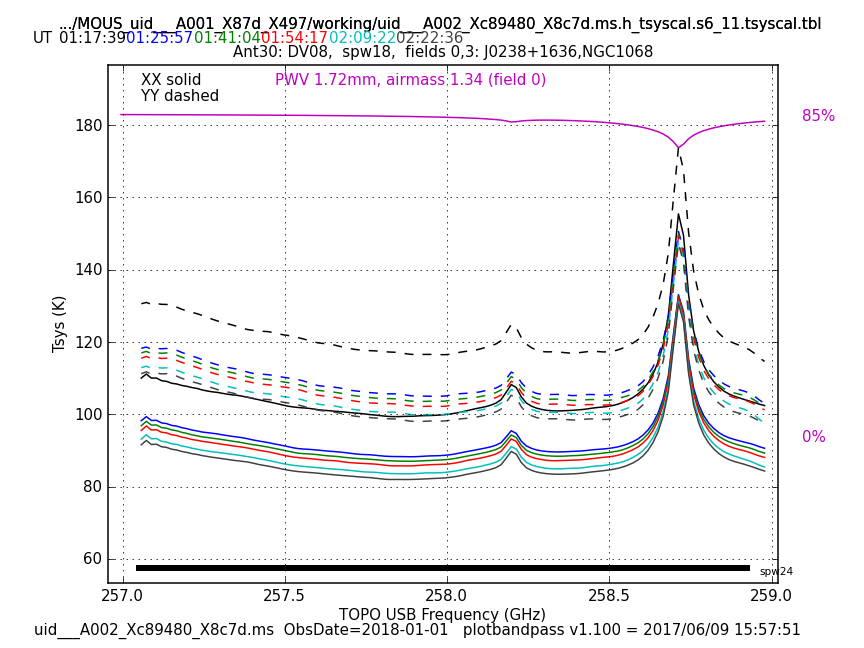 .../MOUS_uid___A001_X87d_X497/working/uid___A002_Xc89480_X8c7d.ms.h_tsyscal.s6_11.tsyscal.tbl
UT 01:17:39 01:25:57 01:41:04 01:54:17 02:09:22 02:22:36
Ant30: DV08, spw18, fields 0,3: J0238+1636,NGC1068
XX solid PWV 1.72mm, airmass 1.34 (field 0)
YY dashed
85%
180
160
140
120
100
80
60
Tsys (K)
0%
spw24
257.0 257.5 258.0 258.5 259.0
TOPO USB Frequency (GHz)
uid___A002_Xc89480_X8c7d.ms ObsDate=2018-01-01 plotbandpass v1.100 = 2017/06/09 15:57:51